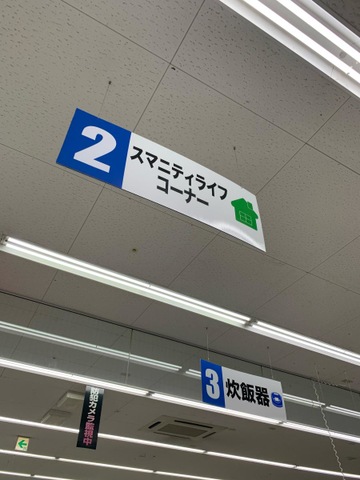 2
スマニティライフ
コーナー
3 炊飯器
防犯カメラ監視中